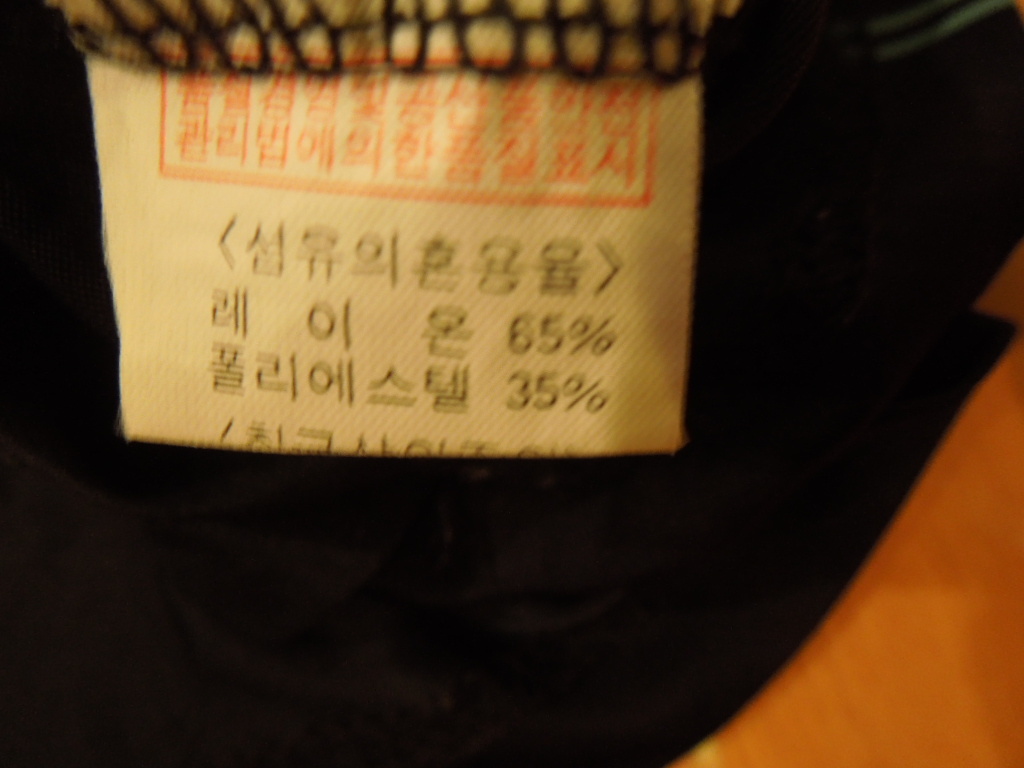 품질경영및공산품안전
관리법에의한품질표시
<섬유의혼용율>
레 이 온 65%
폴리에스텔 35%